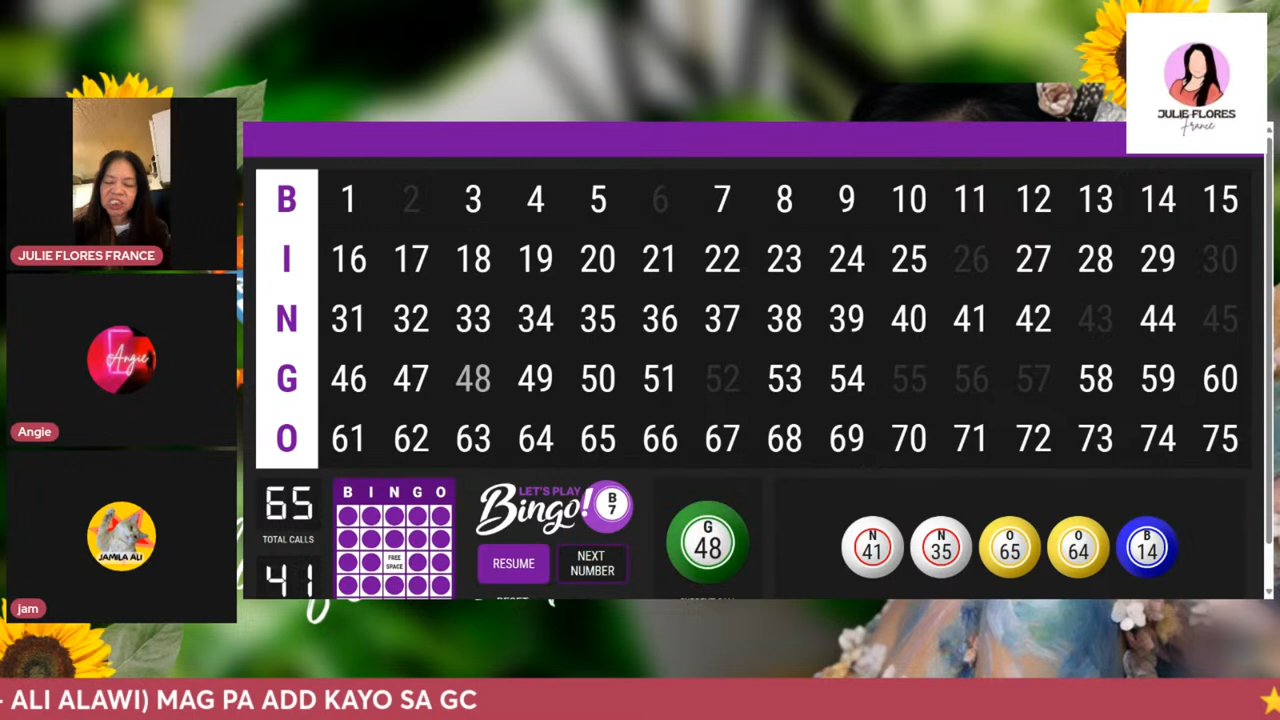 JULIE FLORES
France
JULIE FLORES FRANCE
Angie
Angie
JAMILA ALI
jam
B 1 2 3 4 5 6 7 8 9 10 11 12 13 14 15
I 16 17 18 19 20 21 22 23 24 25 26 27 28 29 30
N 31 32 33 34 35 36 37 38 39 40 41 42 43 44 45
G 46 47 48 49 50 51 52 53 54 55 56 57 58 59 60
O 61 62 63 64 65 66 67 68 69 70 71 72 73 74 75
65
TOTAL CALLS
41
B I N G O
FREE
SPACE
LET'S PLAY
Bingo!
B
7
RESUME
NEXT
NUMBER
G
48
N
41
N
35
O
65
O
64
B
14
ALI ALAWI) MAG PA ADD KAYO SA GC